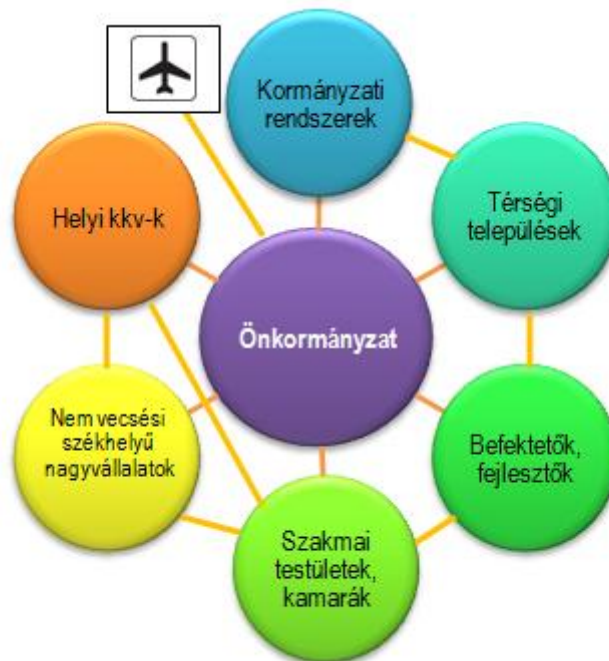 Kormányzati
rendszerek
Helyi kkv-k
Térségi
települések
Önkormányzat
Nem vecsési
székhelyű
nagyvállalatok
Befektetők,
fejlesztők
Szakmai
testületek,
kamarák